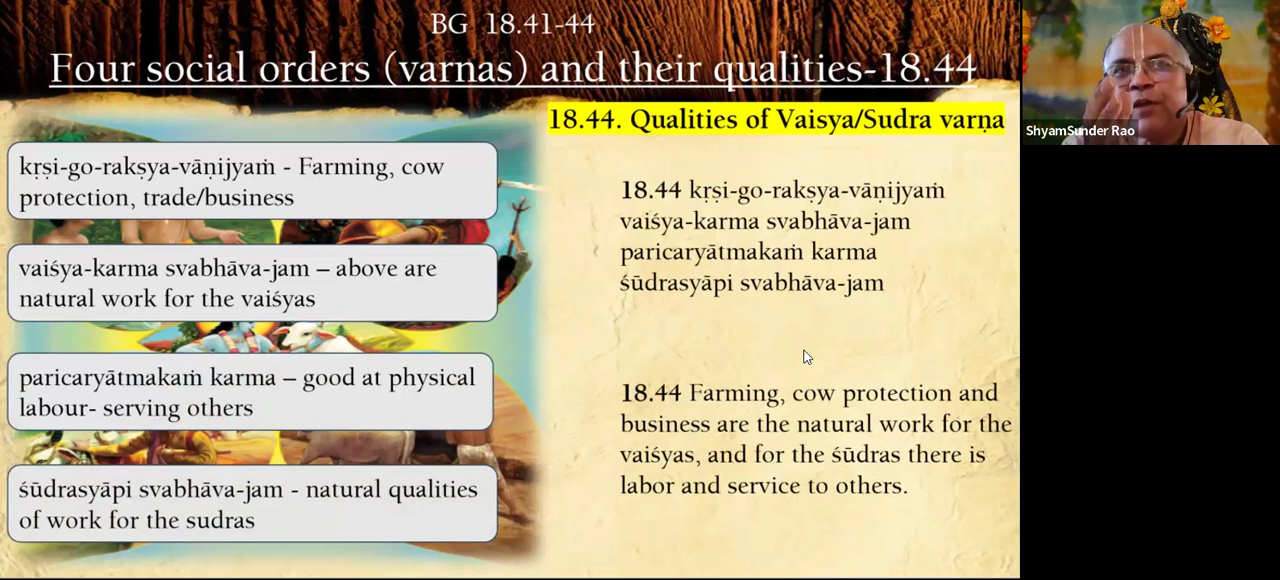 BG 18.41-44
Four social orders (varnas) and their qualities-18.44
kṛṣi-go-rakṣya-vāṇijyaṁ - Farming, cow
protection, trade/business
vaiśya-karma svabhāva-jam – above are
natural work for the vaiśyas
paricaryātmakaṁ karma – good at physical
labour- serving others
śūdrasyāpi svabhāva-jam - natural qualities
of work for the sudras
18.44. Qualities of Vaisya/Sudra varṇa
18.44 kṛṣi-go-rakṣya-vāṇijyaṁ
vaiśya-karma svabhāva-jam
paricaryātmakaṁ karma
śūdrasyāpi svabhāva-jam
18.44 Farming, cow protection and
business are the natural work for the
vaiśyas, and for the śūdras there is
labor and service to others.
ShyamSunder Rao